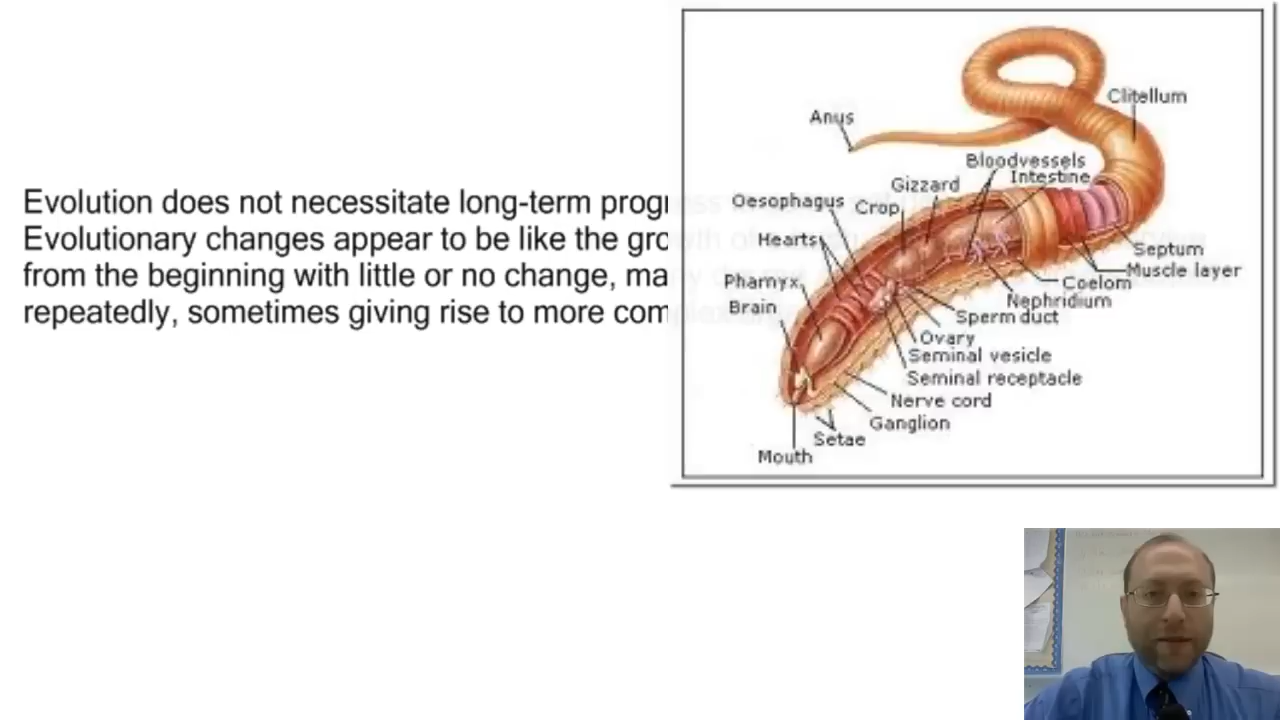 Evolution does not necessitate long-term progr
Evolutionary changes appear to be like the gro
from the beginning with little or no change, ma
repeatedly, sometimes giving rise to more com
Clitellum
Anus
Bloodvessels
Intestine
Gizzard
Oesophagus
Crop
Hearts
Septum
Muscle layer
Pharnyx
Coelom
Nephridium
Brain
Sperm duct
Ovary
Seminal vesicle
Seminal receptacle
Nerve cord
Ganglion
Setae
Mouth